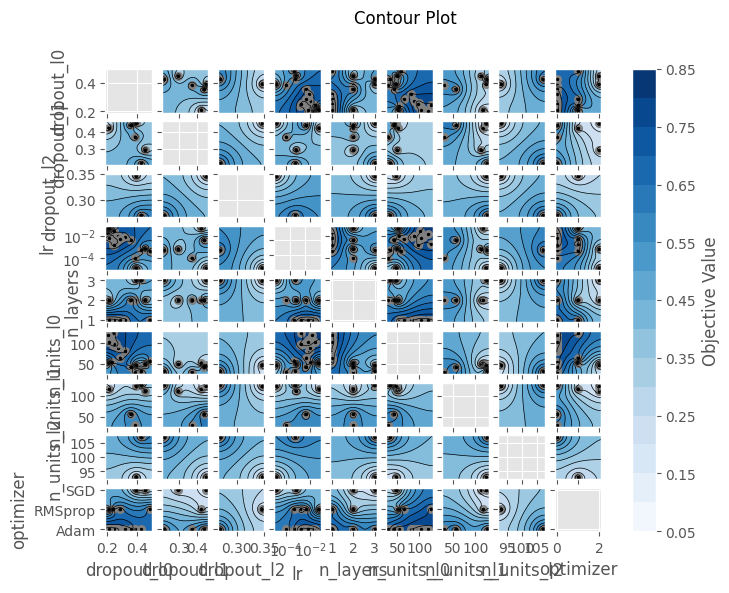 Contour Plot
dropout_l0
0.4
0.2
dropout_l1
0.4
0.3
dropout_l2
0.35
0.30
lr
10⁻²
10⁻⁴
n_layers
3
2
1
n_units_l0
100
50
n_units_l1
100
50
n_units_l2
105
100
95
optimizer
SGD
RMSprop
Adam
0.2 0.4 0.3 0.4 0.30 0.35 10⁻⁴ 10⁻² 1 2 3 50 100 50 100 95 100 105 0 2
dropout_l0 dropout_l1 dropout_l2 lr n_layers n_units_l0 n_units_l1 n_units_l2 optimizer
0.85
0.75
0.65
0.55
0.45
0.35
0.25
0.15
0.05
Objective Value